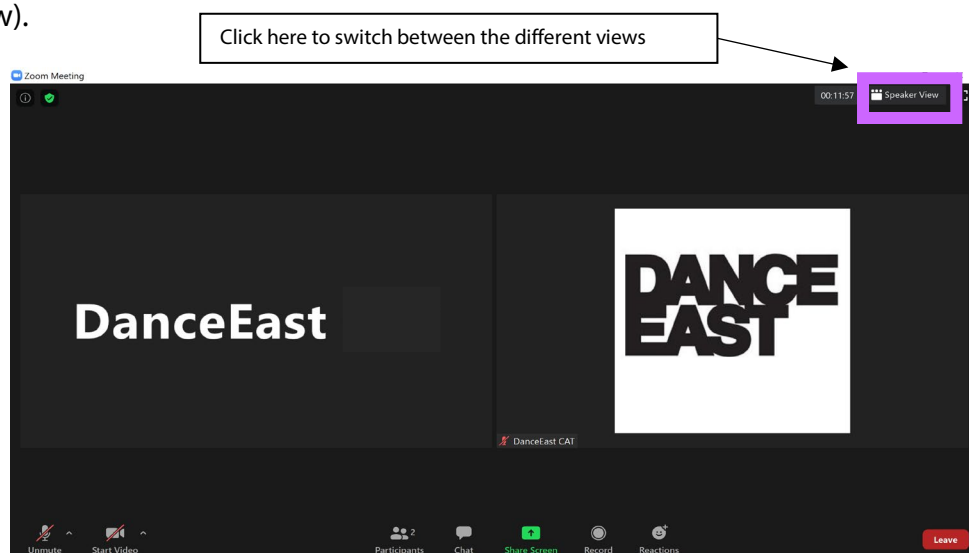 w).
Click here to switch between the different views
Zoom Meeting
00:11:57 Speaker View
DanceEast
DANCE
EAST
DanceEast CAT
Unmute Start Video Participants 2 Chat Share Screen Record Reactions Leave